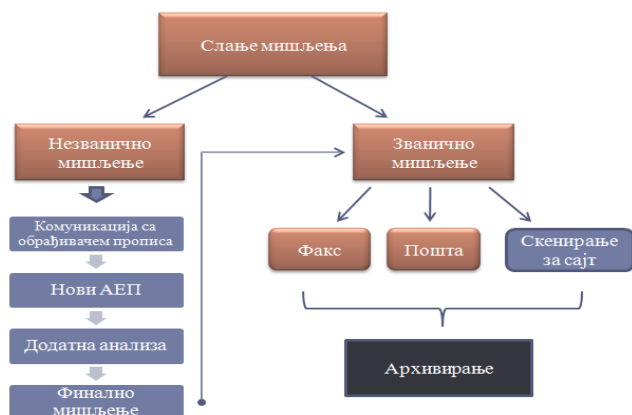 Слање мишљења
Незванично
мишљење
Званично
мишљење
Комуникација са
обрађивачем прописа
Нови АЕП
Додатна анализа
Финално
мишљење
Факс
Пошта
Скенирање
за сајт
Архивирање